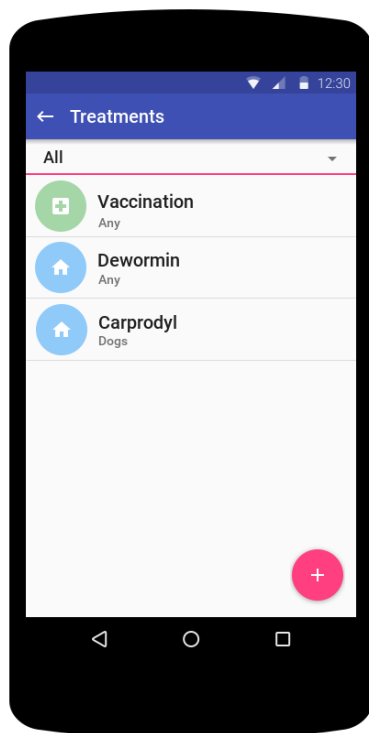 12:30
Treatments
All
Vaccination
Any
Dewormin
Any
Carprodyl
Dogs